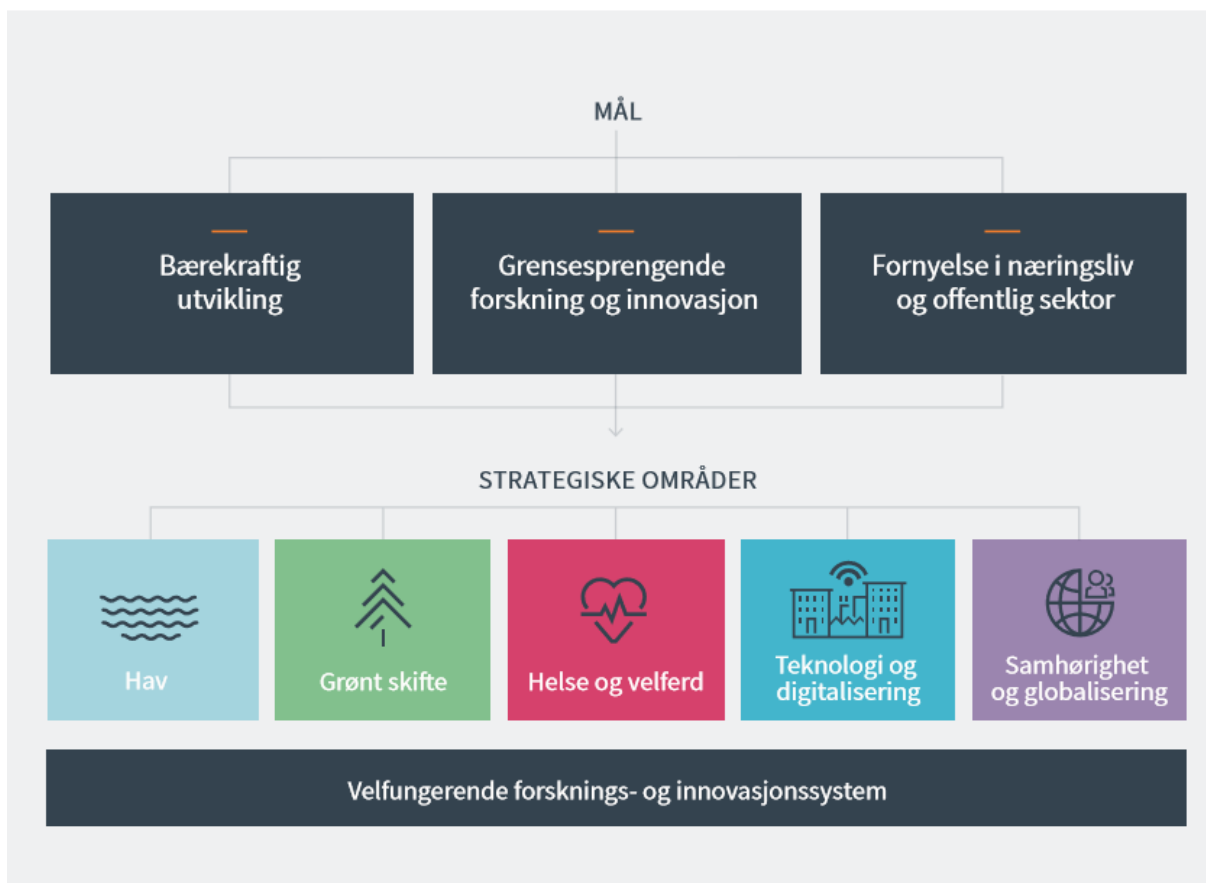 MÅL
Bærekraftig
utvikling
Grensesprengende
forskning og innovasjon
Fornyelse i næringsliv
og offentlig sektor
STRATEGISKE OMRÅDER
Hav
Grønt skifte
Helse og velferd
Teknologi og
digitalisering
Samhørighet
og globalisering
Velfungerende forsknings- og innovasjonssystem